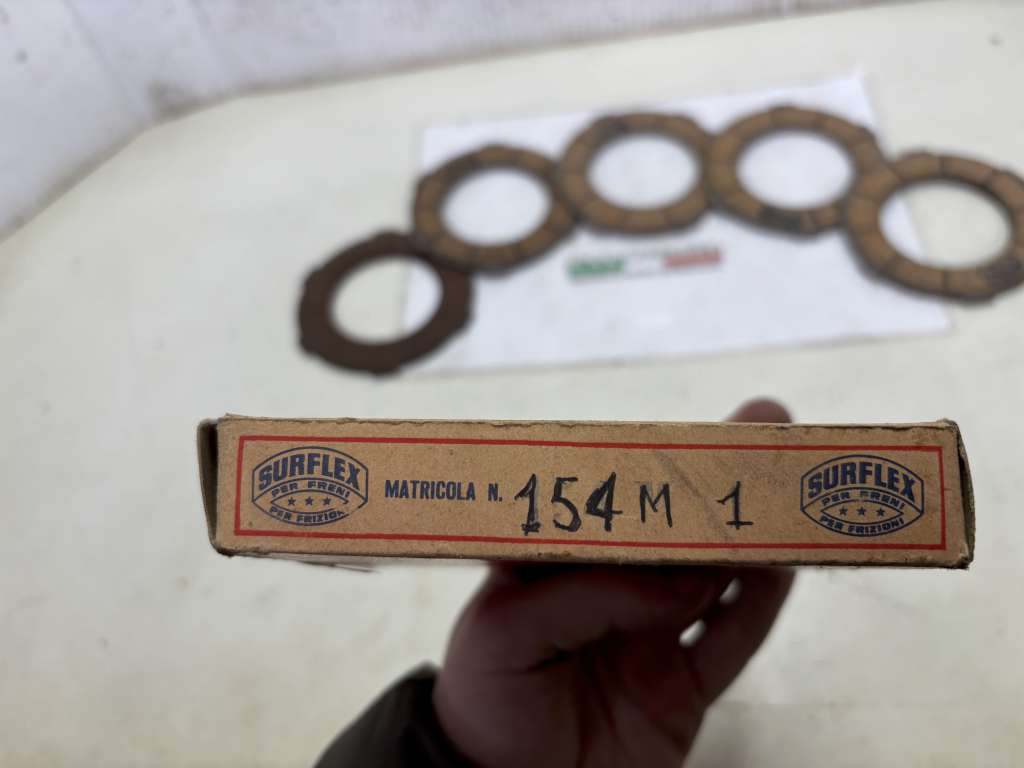 SURFLEX
PER FRENI
PER FRIZIONI
MATRICOLA N. 154 M 1
SURFLEX
PER FRENI
PER FRIZIONI